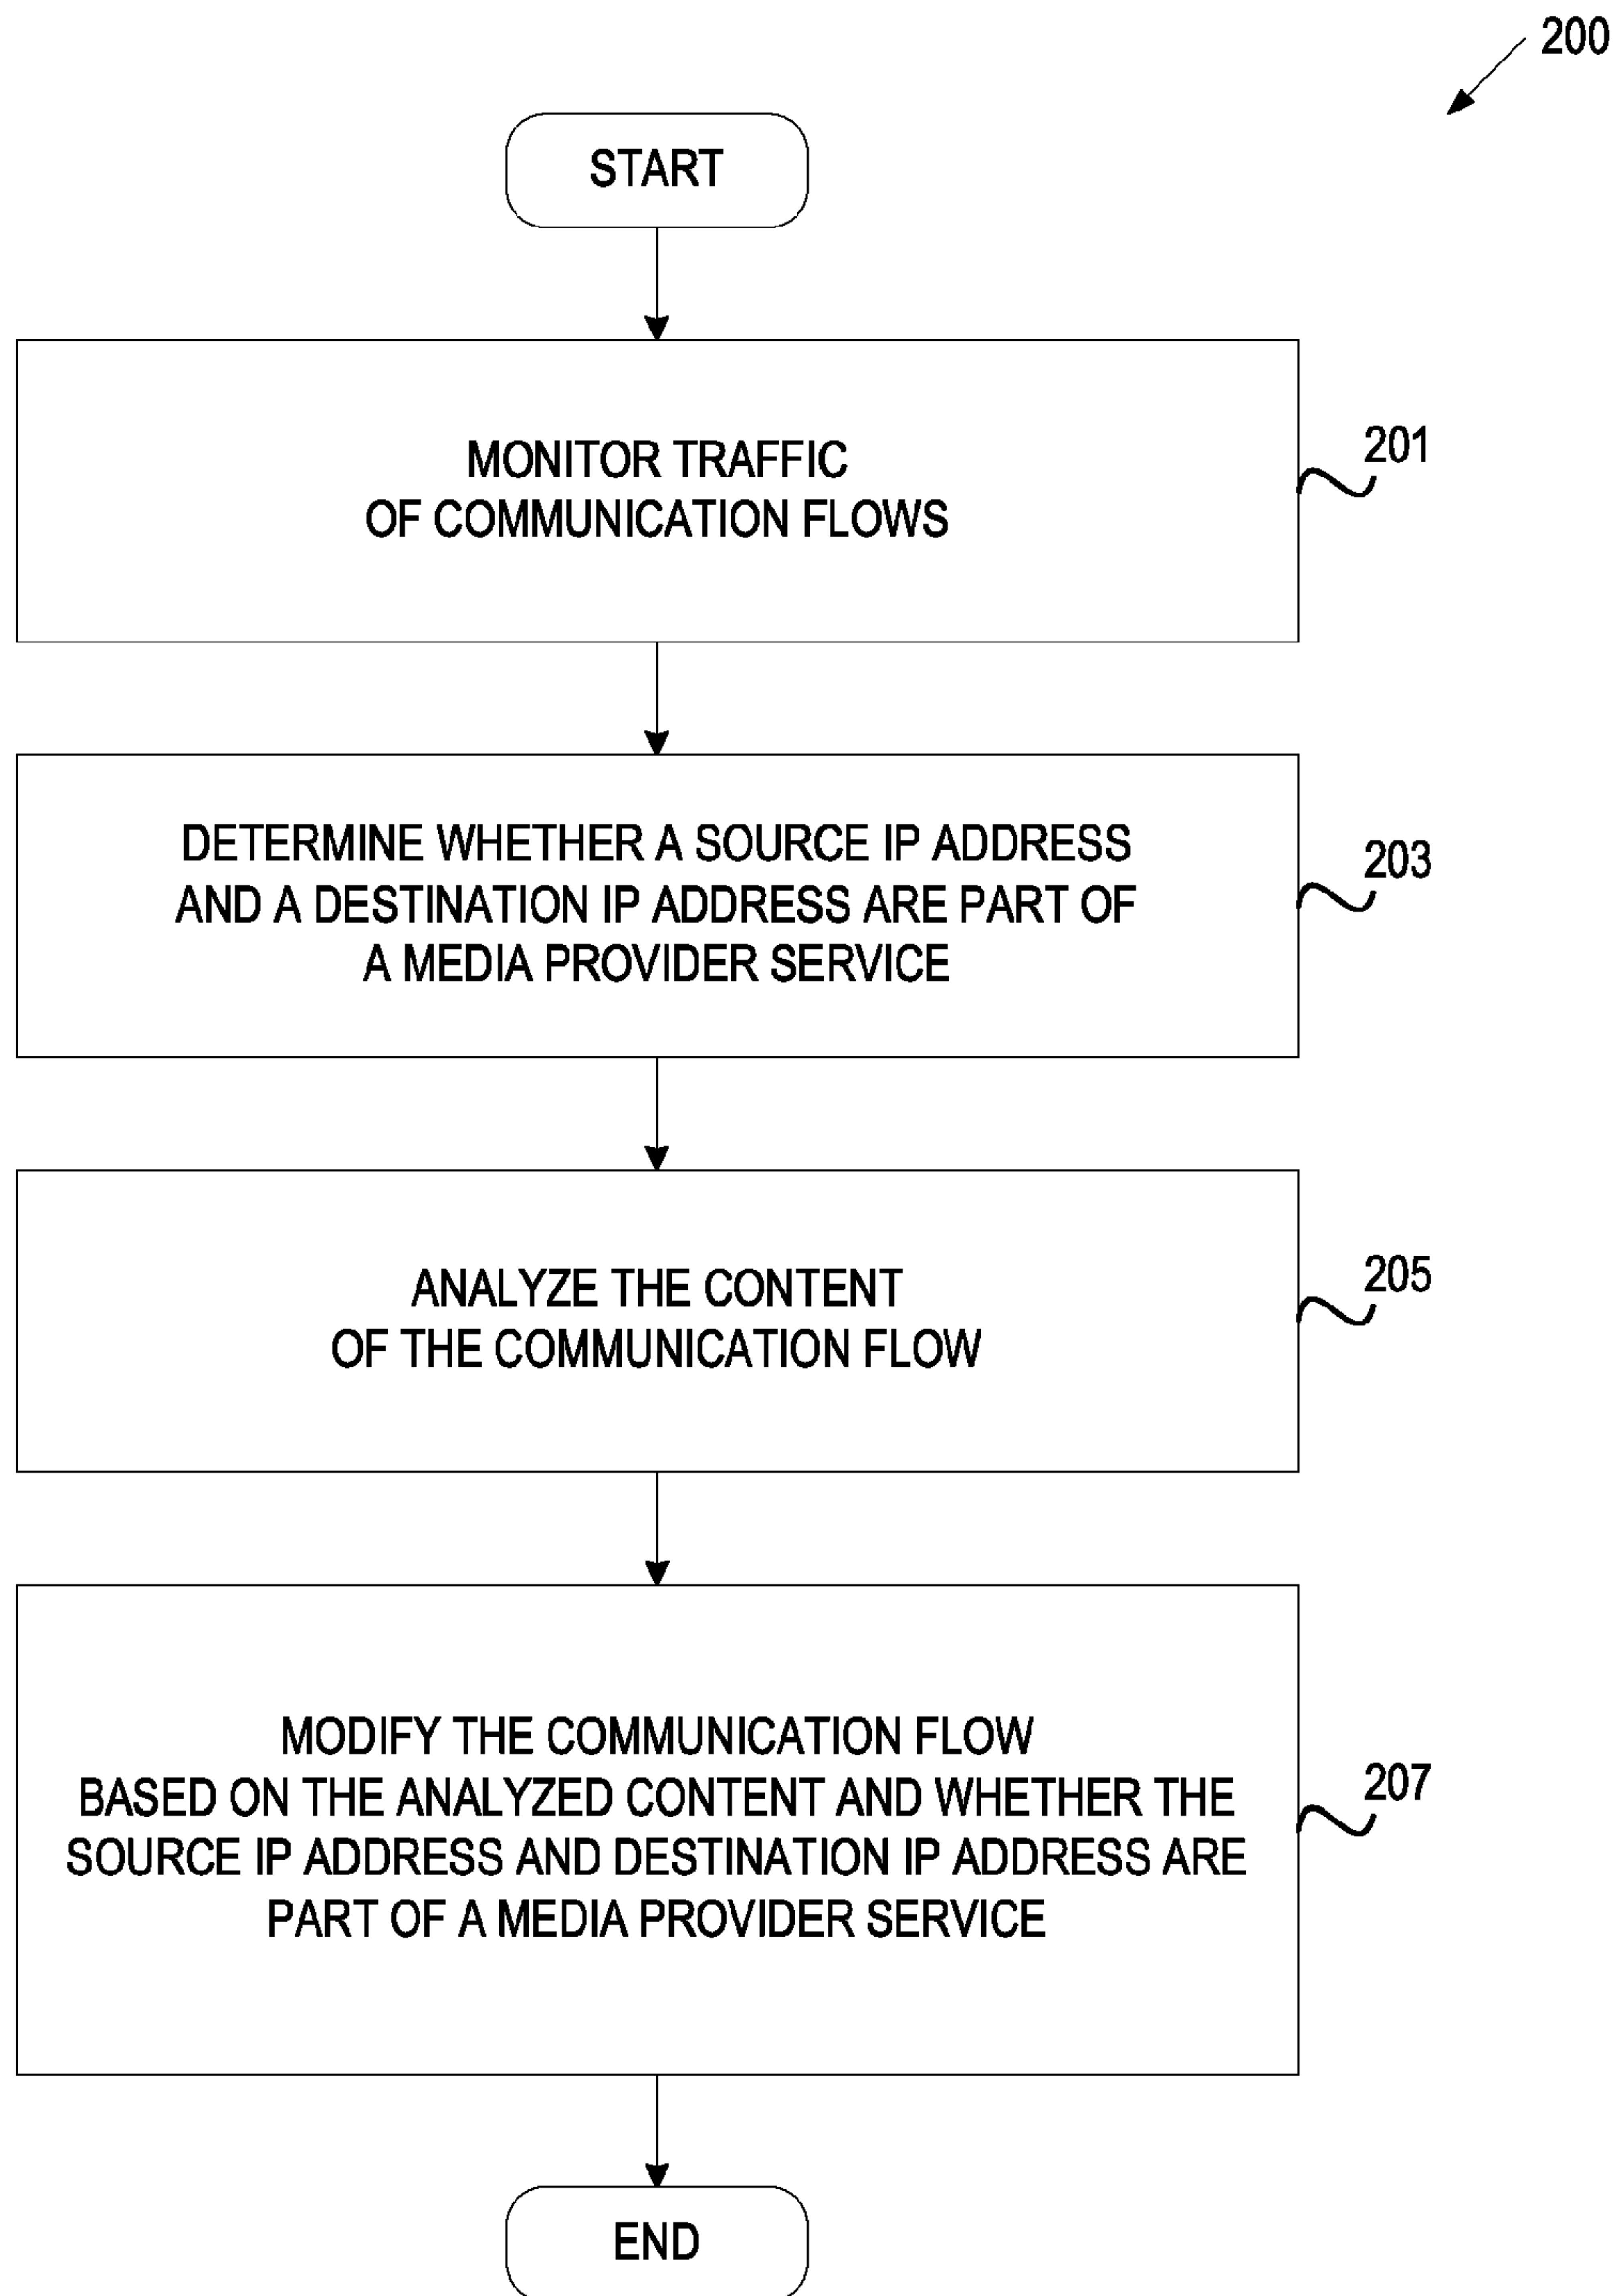 200
START
MONITOR TRAFFIC
OF COMMUNICATION FLOWS
201
DETERMINE WHETHER A SOURCE IP ADDRESS
AND A DESTINATION IP ADDRESS ARE PART OF
A MEDIA PROVIDER SERVICE
203
ANALYZE THE CONTENT
OF THE COMMUNICATION FLOW
205
MODIFY THE COMMUNICATION FLOW
BASED ON THE ANALYZED CONTENT AND WHETHER THE
SOURCE IP ADDRESS AND DESTINATION IP ADDRESS ARE
PART OF A MEDIA PROVIDER SERVICE
207
END